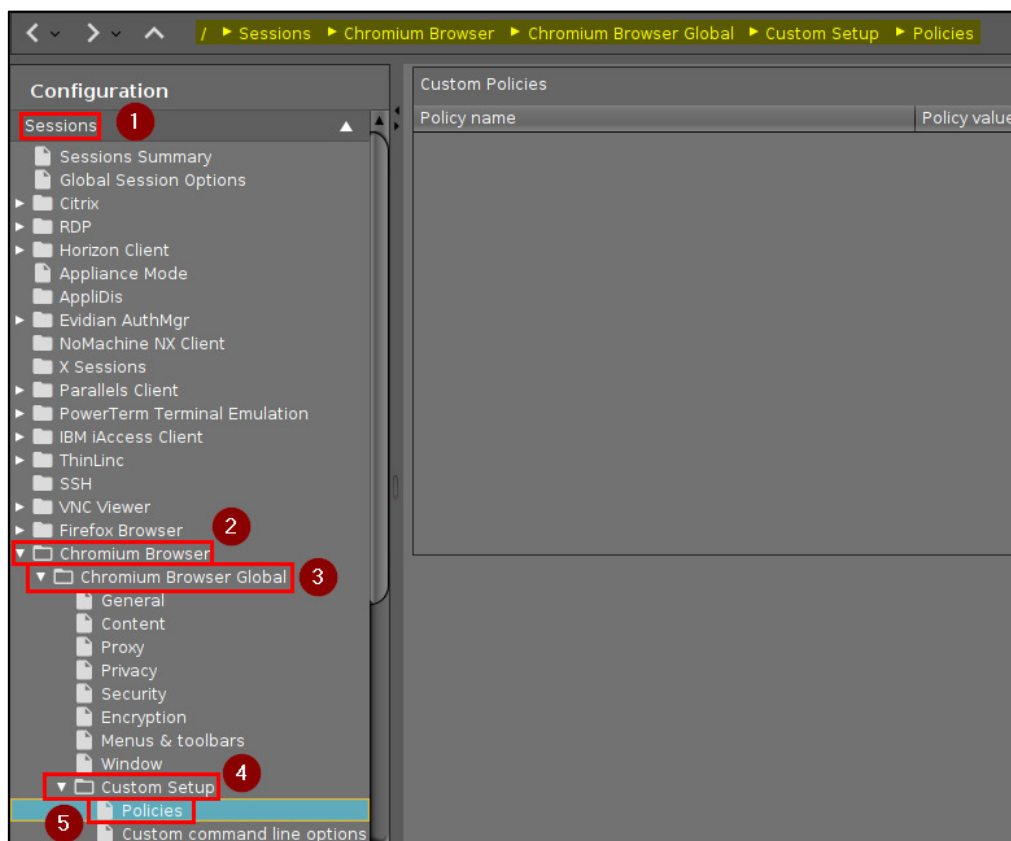 / Sessions Chromium Browser Chromium Browser Global Custom Setup Policies
Configuration
Sessions 1
Sessions Summary
Global Session Options
Citrix
RDP
Horizon Client
Appliance Mode
AppliDis
Evidian AuthMgr
NoMachine NX Client
X Sessions
Parallels Client
PowerTerm Terminal Emulation
IBM iAccess Client
ThinLinc
SSH
VNC Viewer
Firefox Browser 2
Chromium Browser
Chromium Browser Global 3
General
Content
Proxy
Privacy
Security
Encryption
Menus & toolbars
Window
Custom Setup 4
Policies
5
Custom command line options
Custom Policies
Policy name Policy value